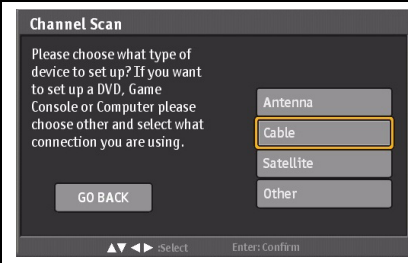 Channel Scan
Please choose what type of
device to set up? If you want
to set up a DVD, Game
Console or Computer please
choose other and select what
connection you are using.
Antenna
Cable
Satellite
Other
GO BACK
▲▼ ◀▶ :Select Enter: Confirm